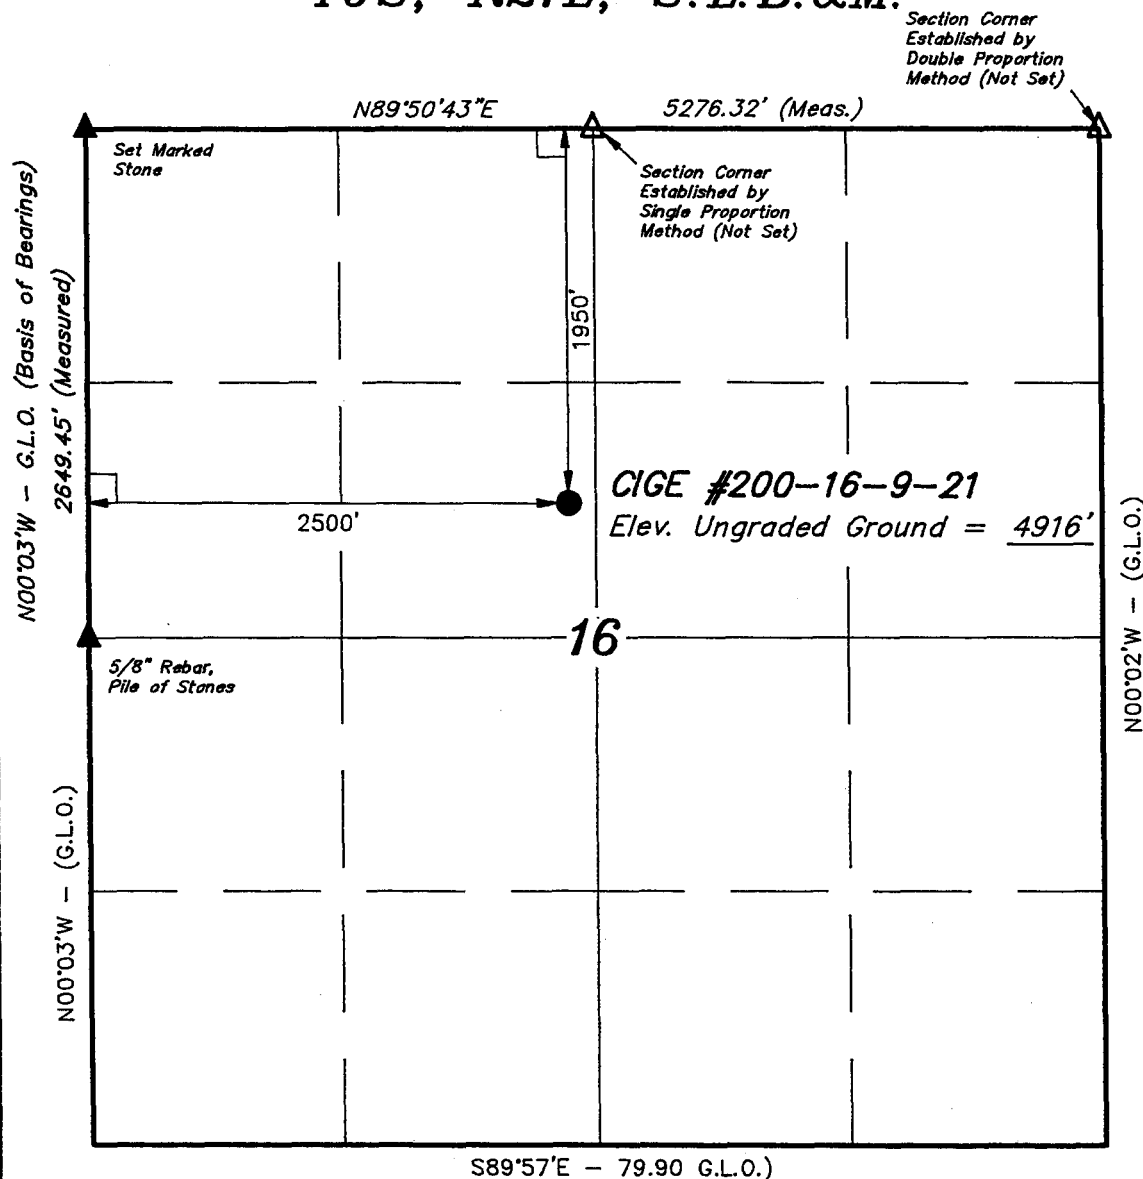 S.L.B.&M.
Section Corner
Established by
Double Proportion
Method (Not Set)
N89°50'43"E
5276.32' (Meas.)
Set Marked
Stone
Section Corner
Established by
Single Proportion
Method (Not Set)
N00°03'W – G.L.O. (Basis of Bearings)
2649.45' (Measured)
1950'
2500'
CIGE #200-16-9-21
Elev. Ungraded Ground = 4916'
N00°02'W – (G.L.O.)
16
5/8" Rebar,
Pile of Stones
N00°03'W – (G.L.O.)
S89°57'E – 79.90 G.L.O.)